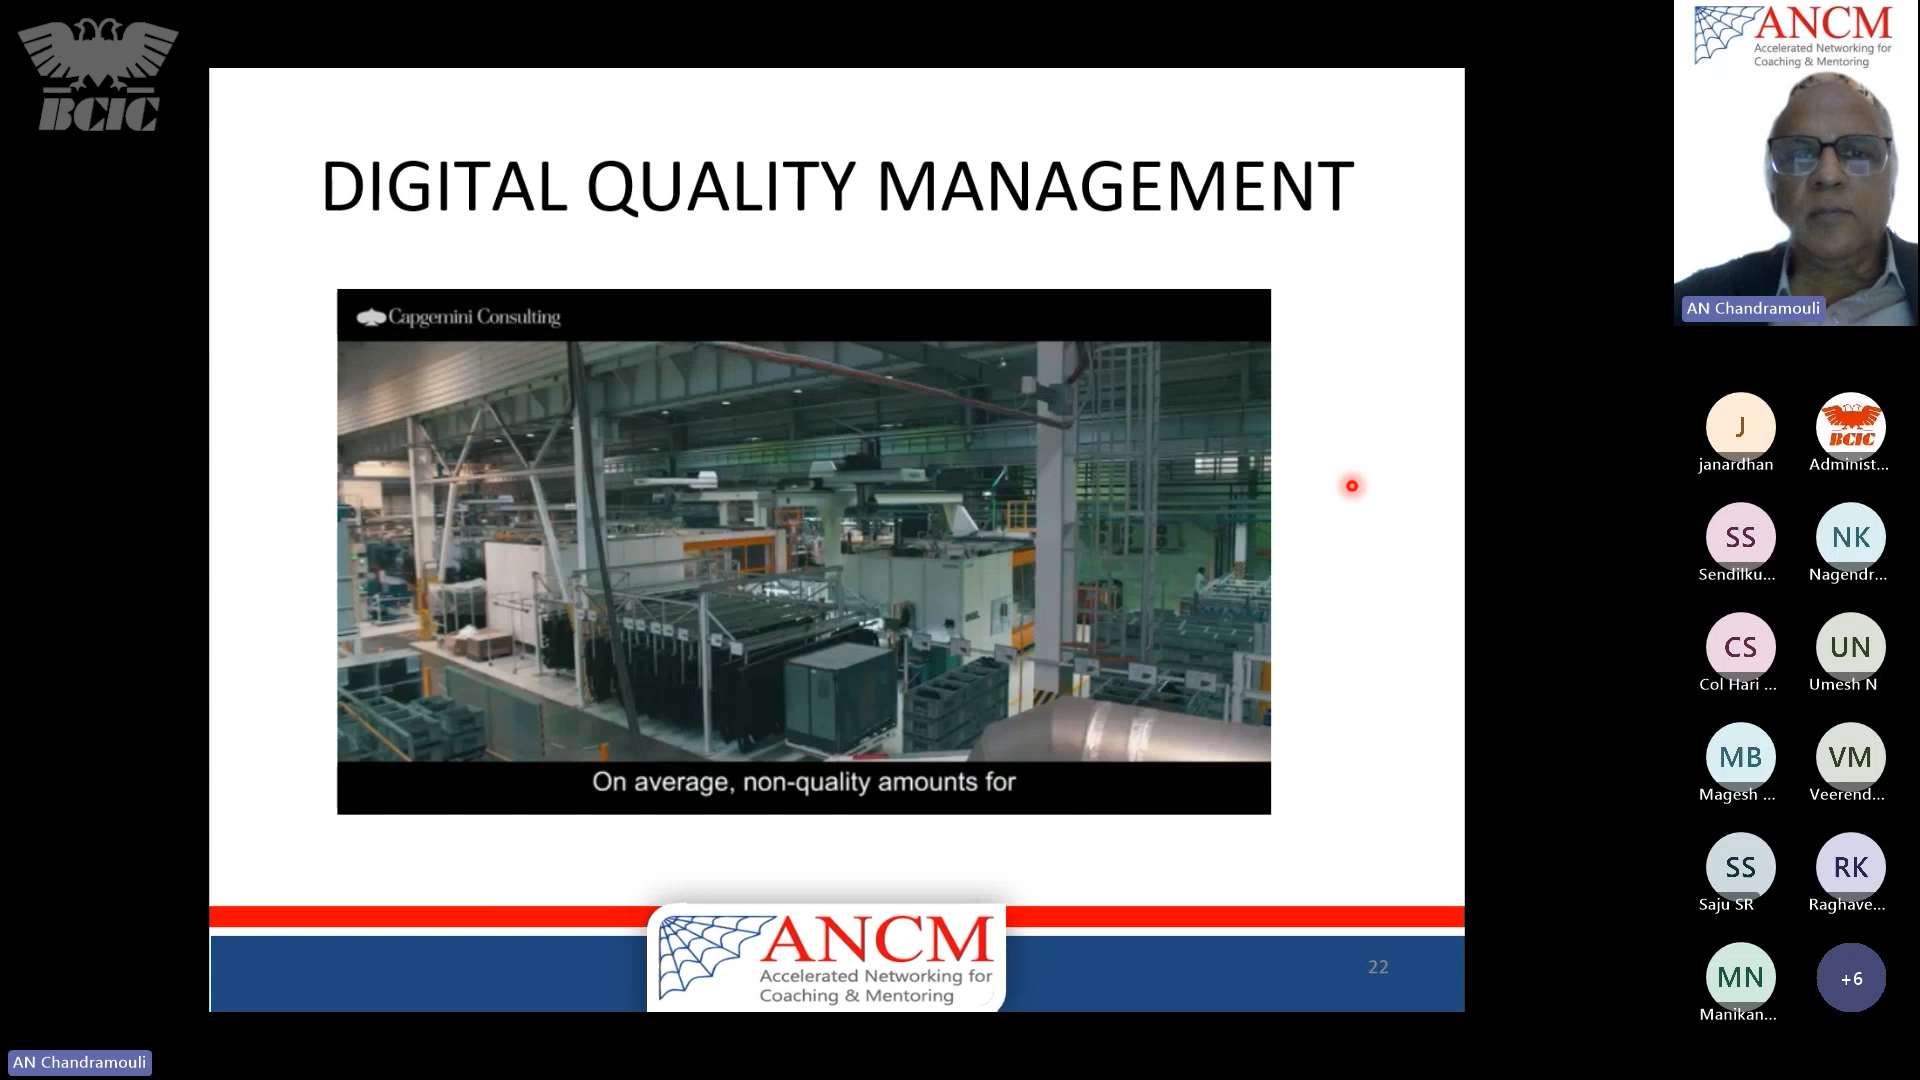 BCIC
DIGITAL QUALITY MANAGEMENT
Capgemini Consulting
On average, non-quality amounts for
ANCM
Accelerated Networking for
Coaching & Mentoring
22
AN Chandramouli
ANCM
Accelerated Networking for
Coaching & Mentoring
AN Chandramouli
J
janardhan
BCIC
Administ...
SS
Sendilku...
NK
Nagendr...
CS
Col Hari ...
UN
Umesh N
MB
Magesh ...
VM
Veerend...
SS
Saju SR
RK
Raghave...
MN
Manikan...
+6